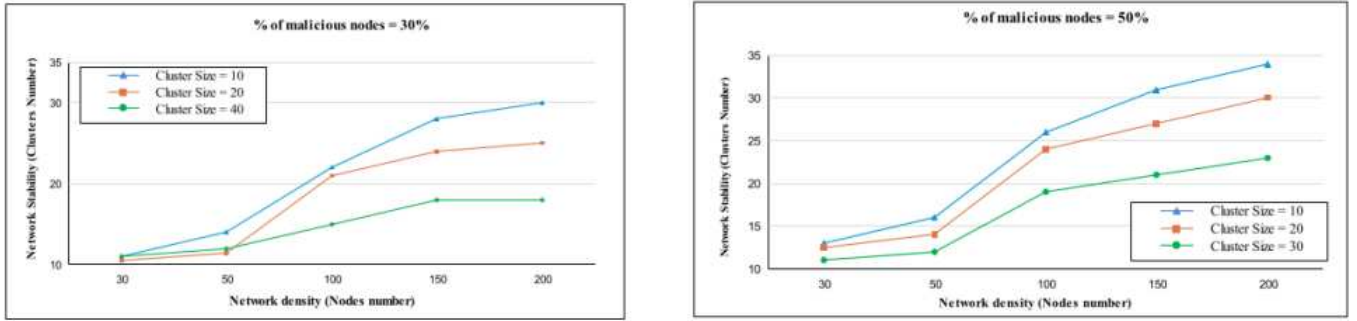 % of malicious nodes = 30%
35
30
20
10
Network Stability (Clusters Number)
Cluster Size = 10
Cluster Size = 20
Cluster Size = 40
30 50 100 150 200
Network density (Nodes number)
% of malicious nodes = 50%
35
30
25
20
15
10
Network Stability (Clusters Number)
Cluster Size = 10
Cluster Size = 20
Cluster Size = 30
30 50 100 150 200
Network density (Nodes number)